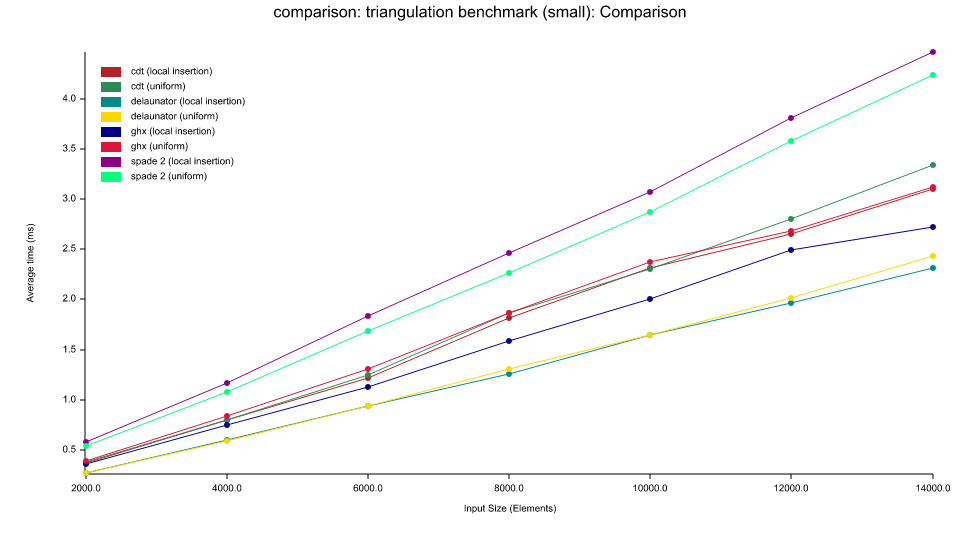 comparison: triangulation benchmark (small): Comparison
cdt (local insertion)
cdt (uniform)
delaunator (local insertion)
delaunator (uniform)
ghx (local insertion)
ghx (uniform)
spade 2 (local insertion)
spade 2 (uniform)
Average time (ms)
4.0
3.5
3.0
2.5
2.0
1.5
1.0
0.5
2000.0 4000.0 6000.0 8000.0 10000.0 12000.0 14000.0
Input Size (Elements)